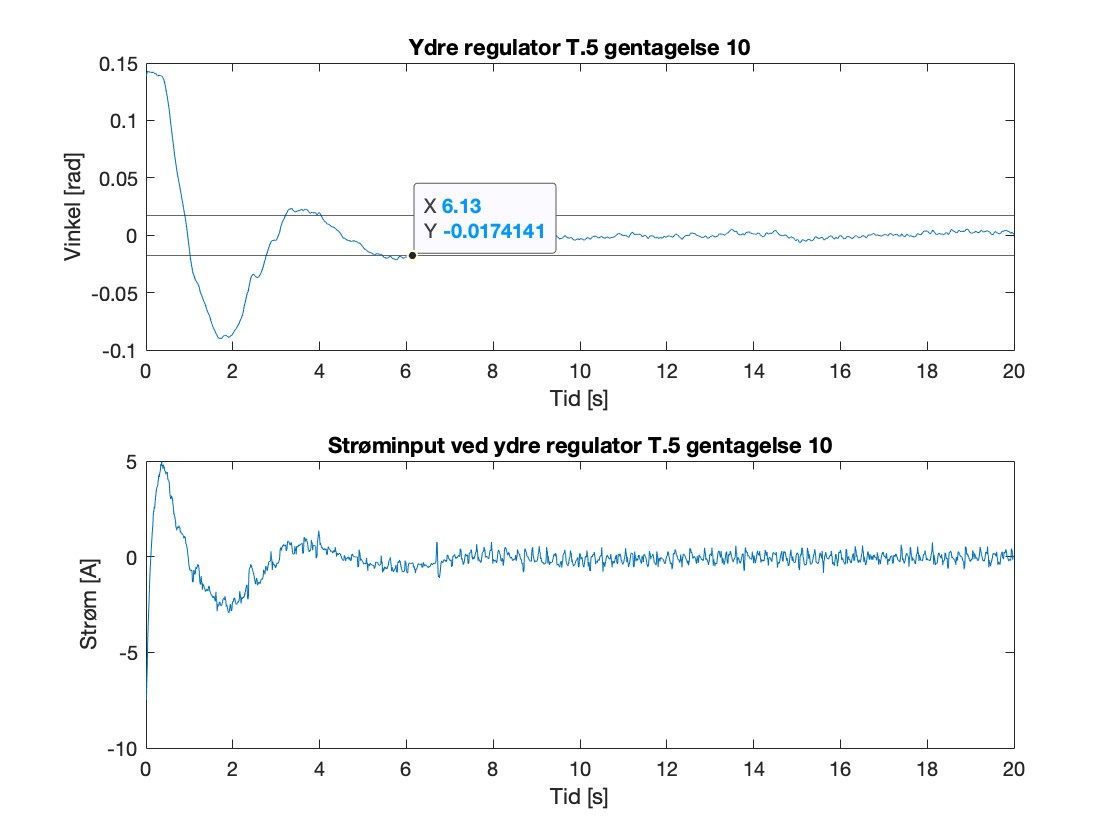 Ydre regulator T.5 gentagelse 10
0.15
0.1
0.05
0
-0.05
-0.1
Vinkel [rad]
X 6.13
Y -0.0174141
0 2 4 6 8 10 12 14 16 18 20
Tid [s]
Strøminput ved ydre regulator T.5 gentagelse 10
5
0
-5
-10
Strøm [A]
0 2 4 6 8 10 12 14 16 18 20
Tid [s]